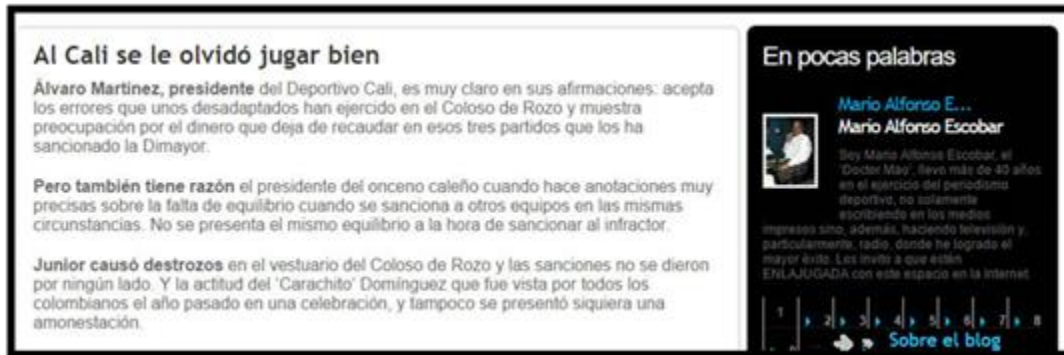 Al Cali se le olvidó jugar bien
Álvaro Martínez, presidente del Deportivo Cali, es muy claro en sus afirmaciones: acepta
los errores que unos desadaptados han ejercido en el Coloso de Rozo y muestra
preocupación por el dinero que deja de recaudar en esos tres partidos que los ha
sancionado la Dimayor.
Pero también tiene razón el presidente del onceno caleño cuando hace anotaciones muy
precisas sobre la falta de equilibrio cuando se sanciona a otros equipos en las mismas
circunstancias. No se presenta el mismo equilibrio a la hora de sancionar al infractor.
Junior causó destrozos en el vestuario del Coloso de Rozo y las sanciones no se dieron
por ningún lado. Y la actitud del 'Carachito' Domínguez que fue vista por todos los
colombianos el año pasado en una celebración, y tampoco se presentó siquiera una
amonestación.
En pocas palabras
Mario Alfonso E...
Mario Alfonso Escobar
Soy Mario Alfonso Escobar, el
'Doctor Mao', llevo más de 40 años
en el ejercicio del periodismo
deportivo, no solamente
escribiendo en los medios
impresos sino, además, haciendo televisión y,
particularmente, radio, donde he logrado el
mayor éxito. Los invito a que estén
ENLAJUGADA con este espacio en la Internet.
1 2 3 4 5 6 7 8
Sobre el blog